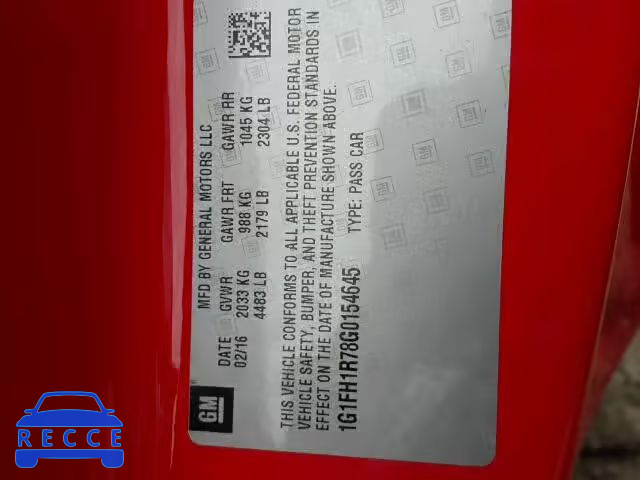 MFD BY GENERAL MOTORS LLC
DATE GVWR GAWR FRT GAWR RR
02/16 2033 KG 988 KG 1045 KG
4483 LB 2179 LB 2304 LB
THIS VEHICLE CONFORMS TO ALL APPLICABLE U.S. FEDERAL MOTOR
VEHICLE SAFETY, BUMPER, AND THEFT PREVENTION STANDARDS IN
EFFECT ON THE DATE OF MANUFACTURE SHOWN ABOVE.
1G1FH1R78G0154645 TYPE: PASS CAR
GM
RECCE